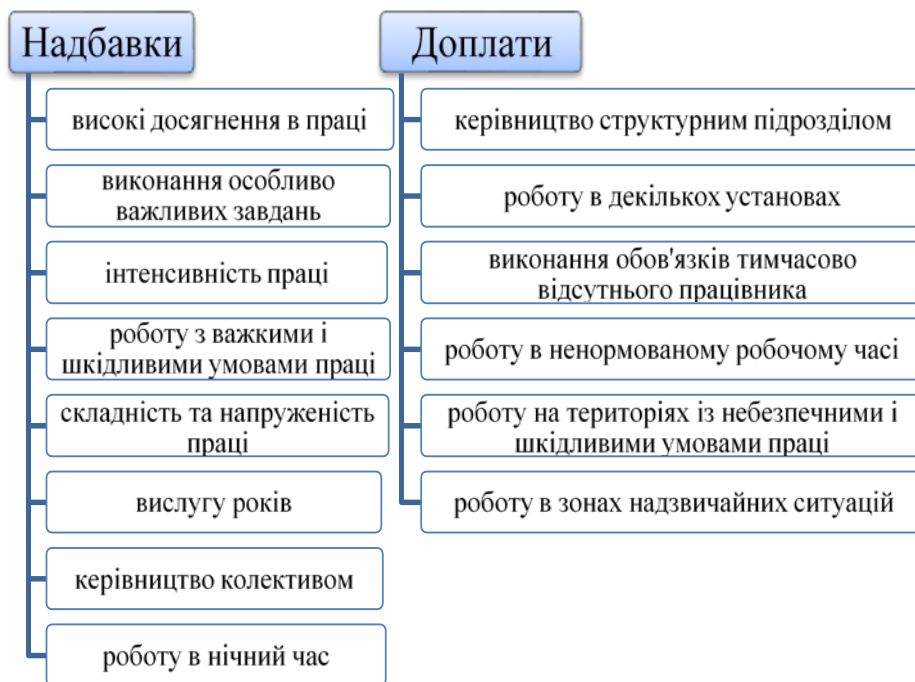 Надбавки
високі досягнення в праці
виконання особливо
важливих завдань
інтенсивність праці
роботу з важкими і
шкідливими умовами праці
складність та напруженість
праці
вислугу років
керівництво колективом
роботу в нічний час
Доплати
керівництво структурним підрозділом
роботу в декількох установах
виконання обов'язків тимчасово
відсутнього працівника
роботу в ненормованому робочому часі
роботу на територіях із небезпечними і
шкідливими умовами праці
роботу в зонах надзвичайних ситуацій